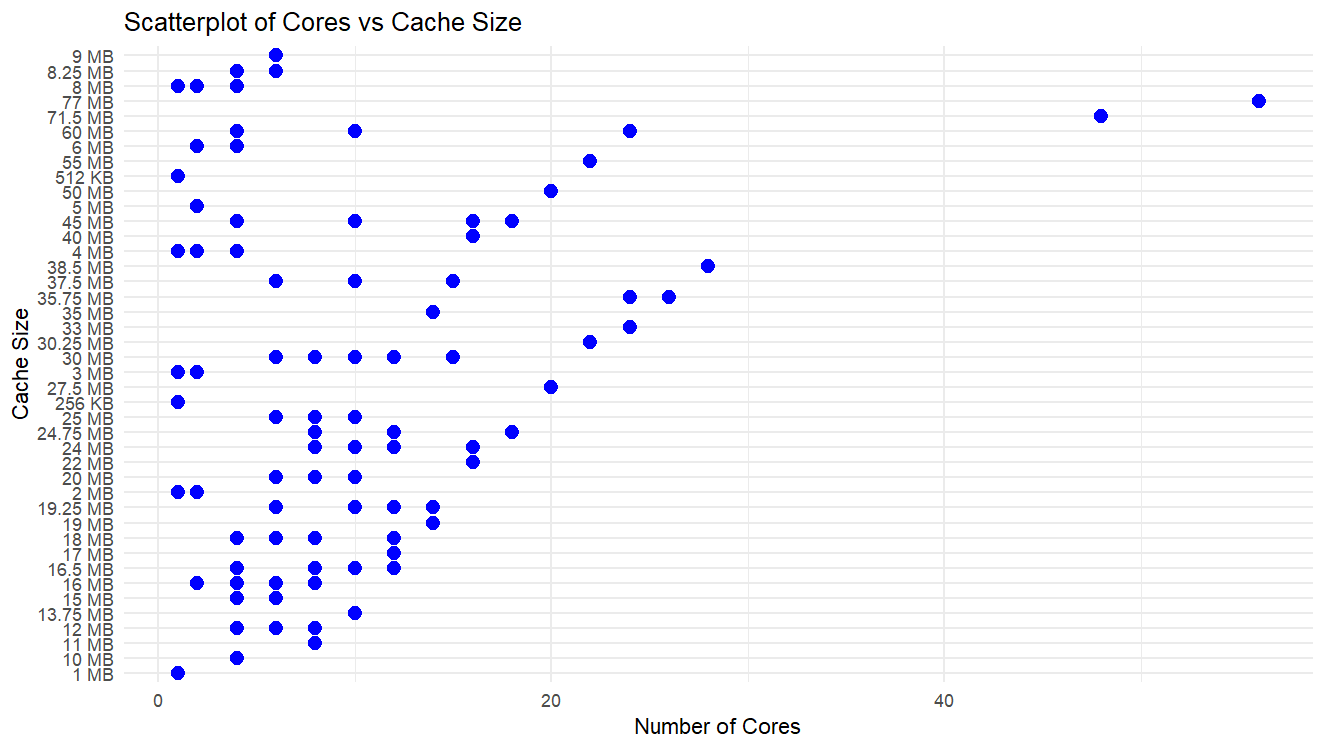 Scatterplot of Cores vs Cache Size
9 MB
8.25 MB
8 MB
77 MB
71.5 MB
60 MB
6 MB
55 MB
512 KB
50 MB
5 MB
45 MB
40 MB
4 MB
38.5 MB
37.5 MB
35.75 MB
35 MB
33 MB
30.25 MB
30 MB
3 MB
27.5 MB
256 KB
25 MB
24.75 MB
24 MB
22 MB
20 MB
2 MB
19.25 MB
19 MB
18 MB
17 MB
16.5 MB
16 MB
15 MB
13.75 MB
12 MB
11 MB
10 MB
1 MB
Cache Size
0
20
40
Number of Cores